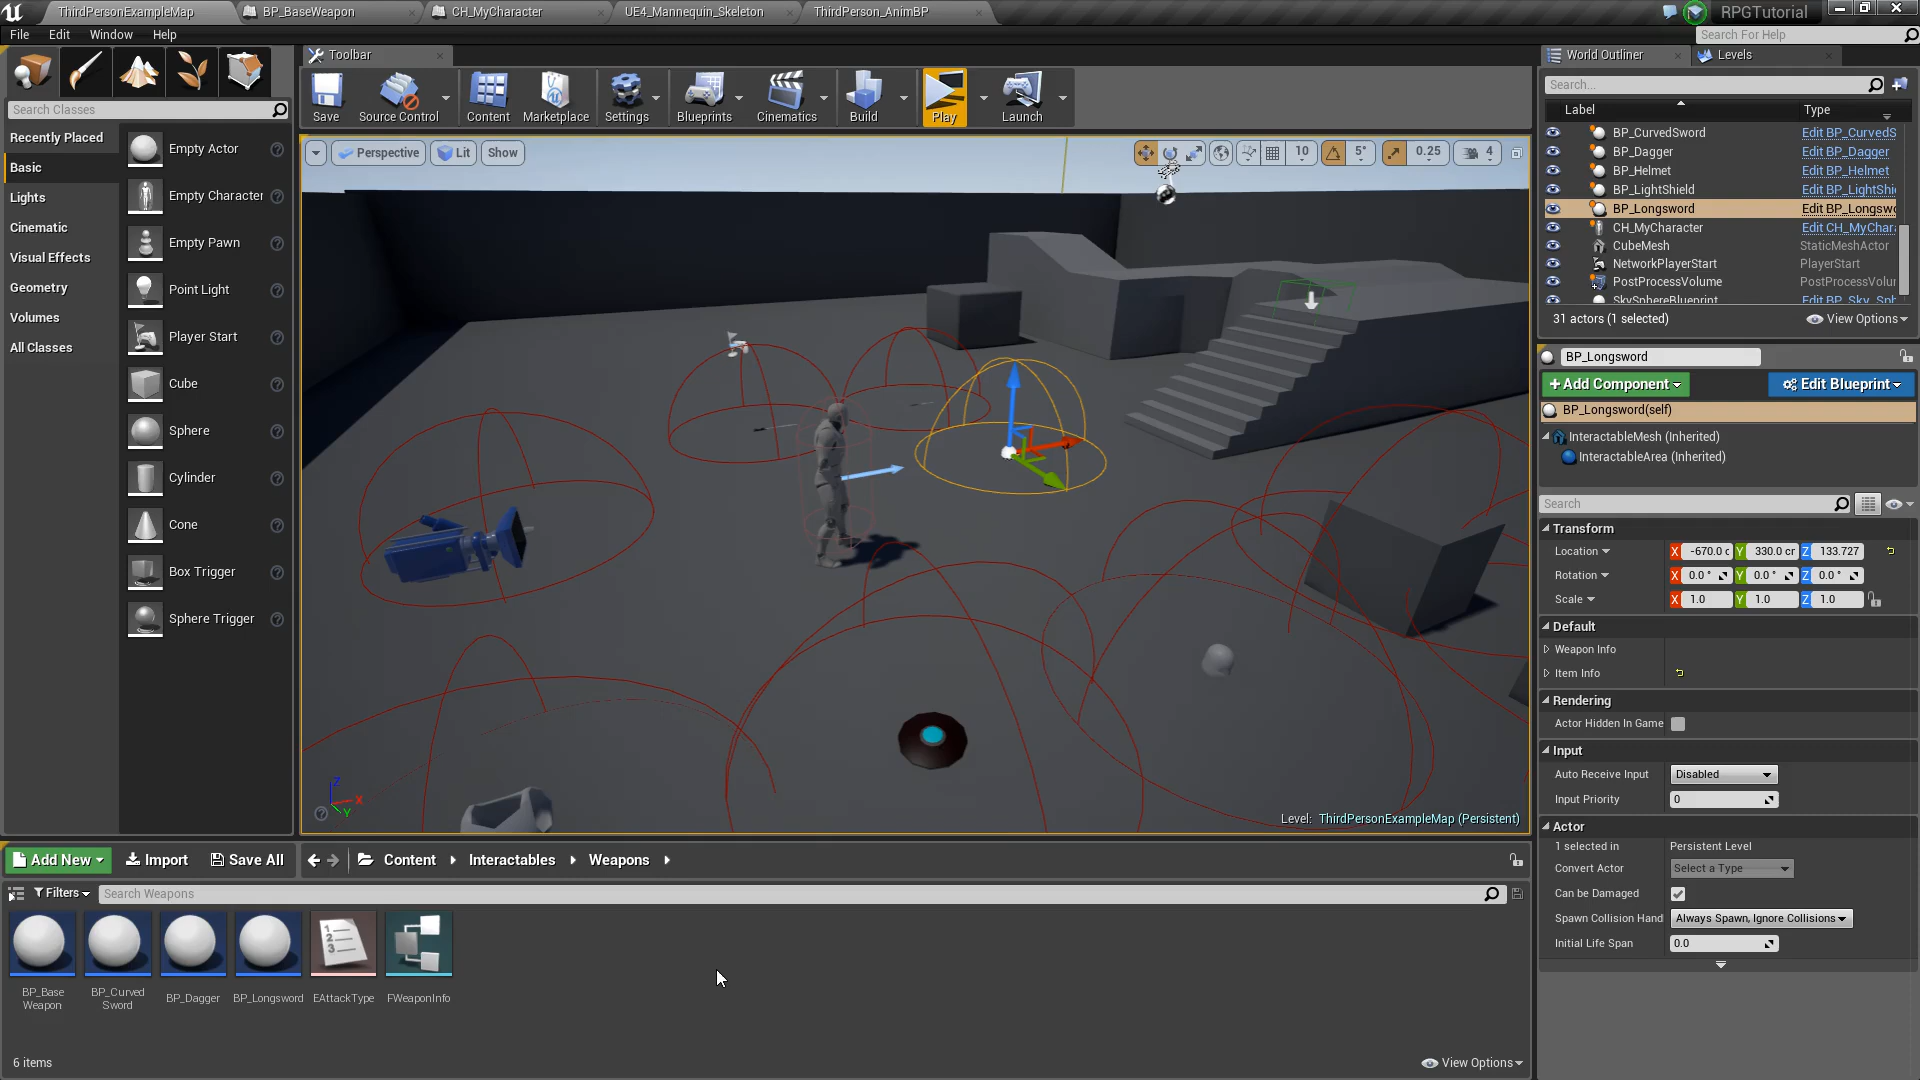 ThirdPersonExampleMap
BP_BaseWeapon
CH_MyCharacter
UE4_Mannequin_Skeleton
ThirdPerson_AnimBP
RPGTutorial
File Edit Window Help
Search For Help
Toolbar
World Outliner
Levels
Search Classes
Save
Source Control
Content
Marketplace
Settings
Blueprints
Cinematics
Build
Play
Launch
Search...
Label
Type
Recently Placed
Basic
Lights
Cinematic
Visual Effects
Geometry
Volumes
All Classes
Empty Actor
Empty Character
Empty Pawn
Point Light
Player Start
Cube
Sphere
Cylinder
Cone
Box Trigger
Sphere Trigger
Perspective
Lit
Show
10
5°
0.25
4
BP_CurvedSword Edit BP_CurvedS
BP_Dagger Edit BP_Dagger
BP_Helmet Edit BP_Helmet
BP_LightShield Edit BP_LightShie
BP_Longsword Edit BP_Longswo
CH_MyCharacter Edit CH_MyChara
CubeMesh StaticMeshActor
NetworkPlayerStart PlayerStart
PostProcessVolume PostProcessVolur
SkySphereBlueprint Edit BP_Sky_Sph
31 actors (1 selected)
View Options
BP_Longsword
+Add Component
Edit Blueprint
BP_Longsword(self)
InteractableMesh (Inherited)
InteractableArea (Inherited)
Search
Transform
Location X -670.0 c Y 330.0 cr Z 133.727
Rotation X 0.0 ° Y 0.0 ° Z 0.0 °
Scale X 1.0 Y 1.0 Z 1.0
Default
Weapon Info
Item Info
Rendering
Actor Hidden In Game
Input
Auto Receive Input Disabled
Input Priority 0
Actor
1 selected in Persistent Level
Convert Actor Select a Type
Can be Damaged
Spawn Collision Hand Always Spawn, Ignore Collisions
Initial Life Span 0.0
Z
X
Y
Level: ThirdPersonExampleMap (Persistent)
Add New
Import
Save All
Content
Interactables
Weapons
Filters
Search Weapons
1
2
3
BP_Base
Weapon
BP_Curved
Sword
BP_Dagger
BP_Longsword
EAttackType
FWeaponInfo
6 items
View Options